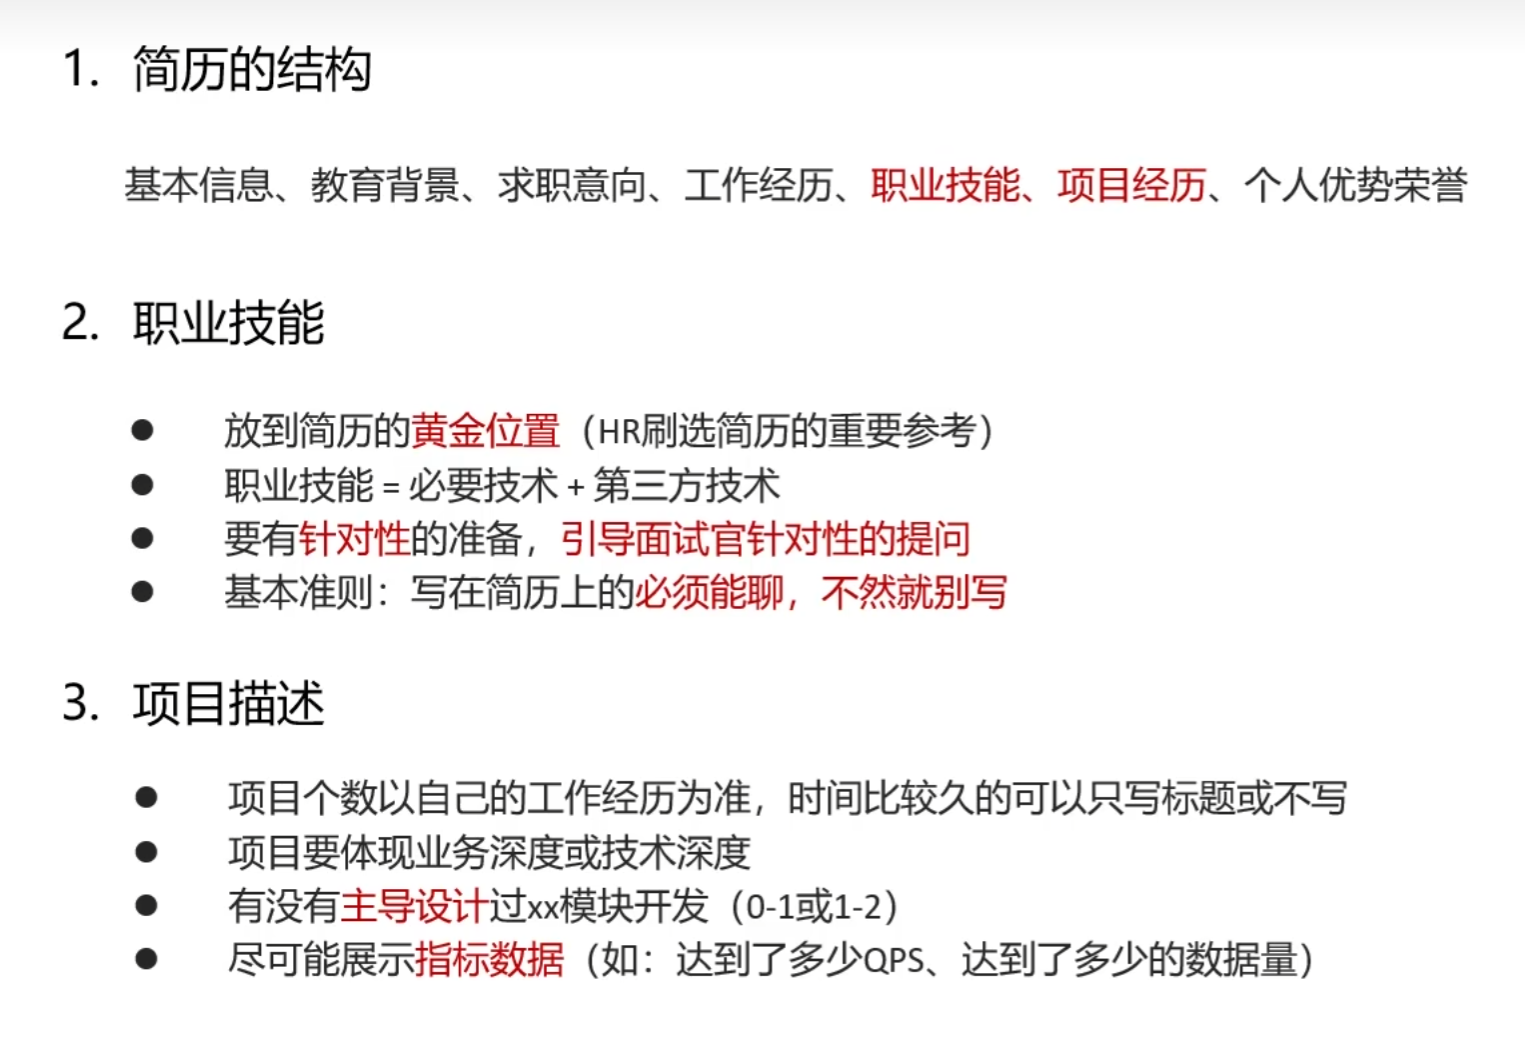 1. 简历的结构
基本信息、教育背景、求职意向、工作经历、职业技能、项目经历、个人优势荣誉
2. 职业技能
● 放到简历的黄金位置（HR刷选简历的重要参考）
● 职业技能 = 必要技术 + 第三方技术
● 要有针对性的准备，引导面试官针对性的提问
● 基本准则：写在简历上的必须能聊，不然就别写
3. 项目描述
● 项目个数以自己的工作经历为准，时间比较久的可以只写标题或不写
● 项目要体现业务深度或技术深度
● 有没有主导设计过xx模块开发（0-1或1-2）
● 尽可能展示指标数据（如：达到了多少QPS、达到了多少的数据量）